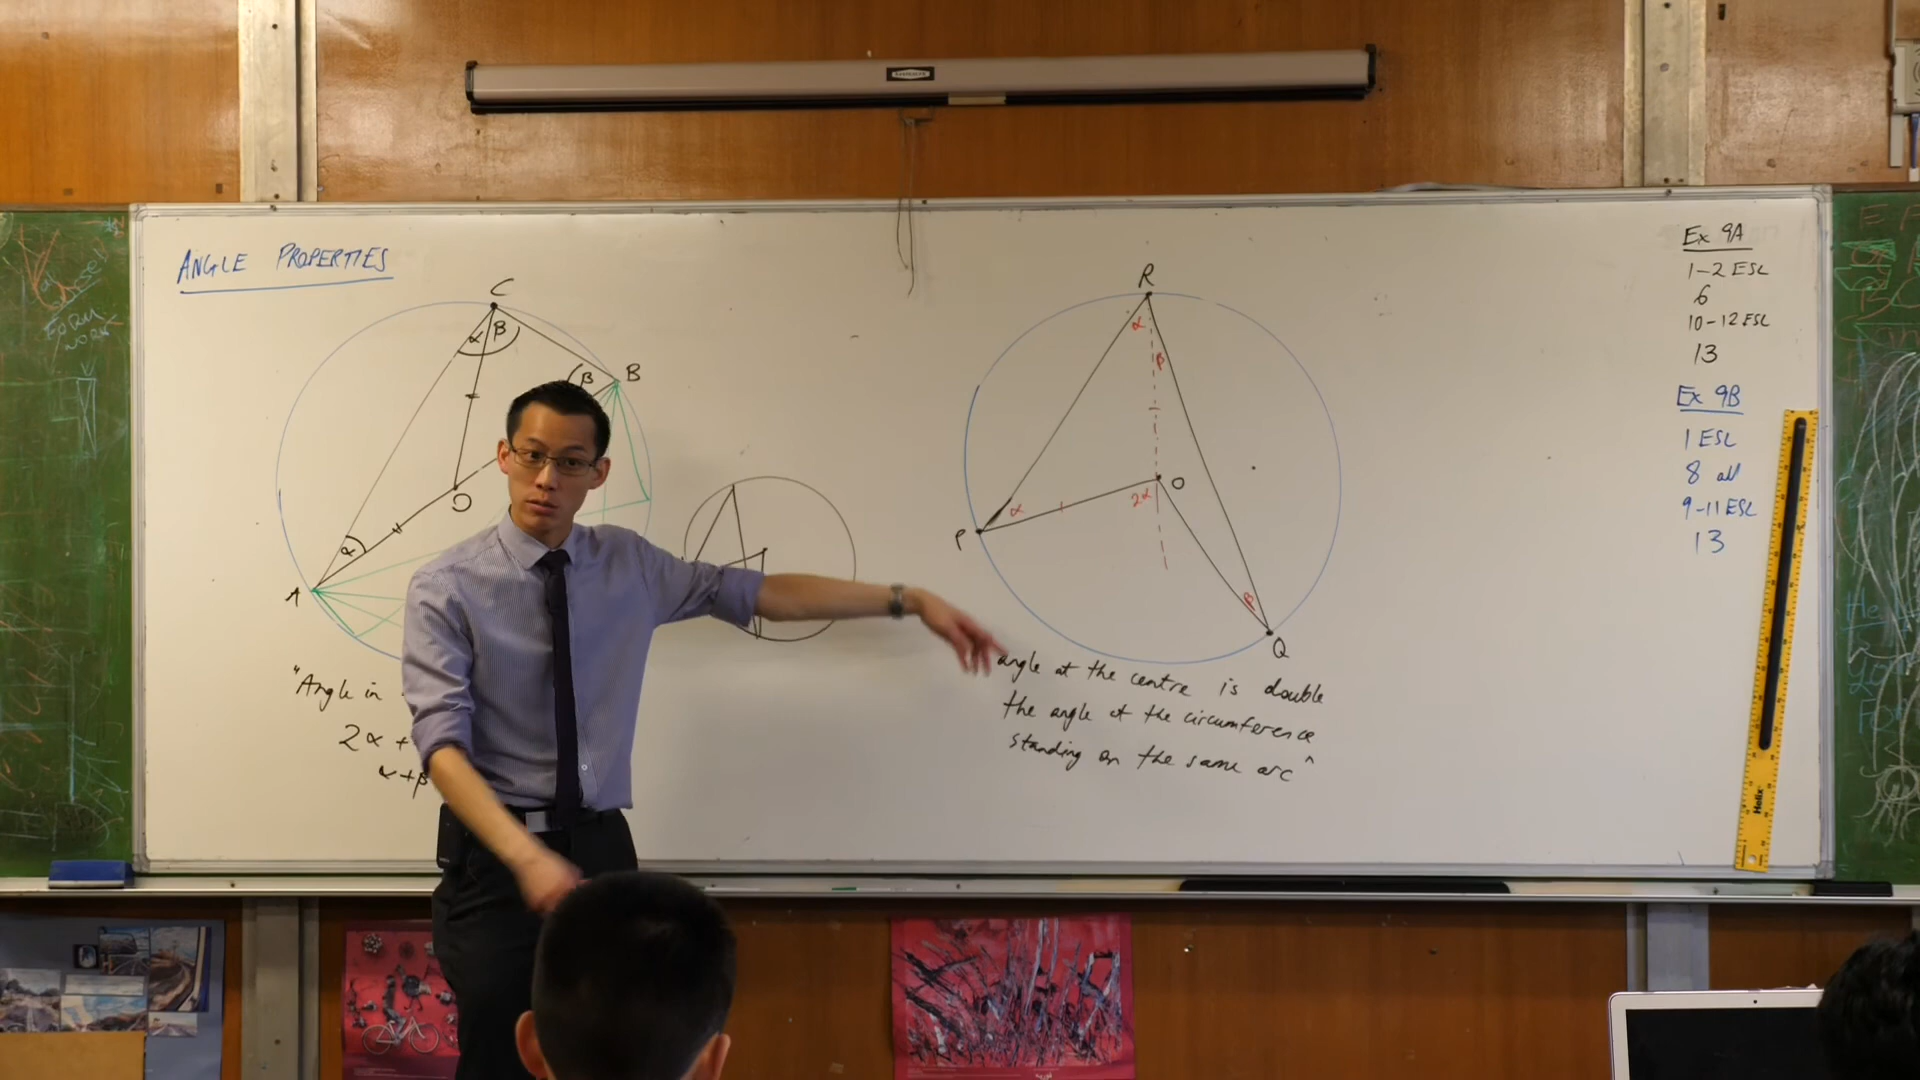 ANGLE PROPERTIES
C
α β
β B
O
α
A
"Angle in
2α +
α + β
R
α
β
O
2α
α
P
β
Q
angle at the centre is double
the angle at the circumference
standing on the same arc"
Ex 9A
1-2 ESL
6
10-12 ESL
13
Ex 9B
1 ESL
8 all
9-11 ESL
13
Helix
FORM
WORK